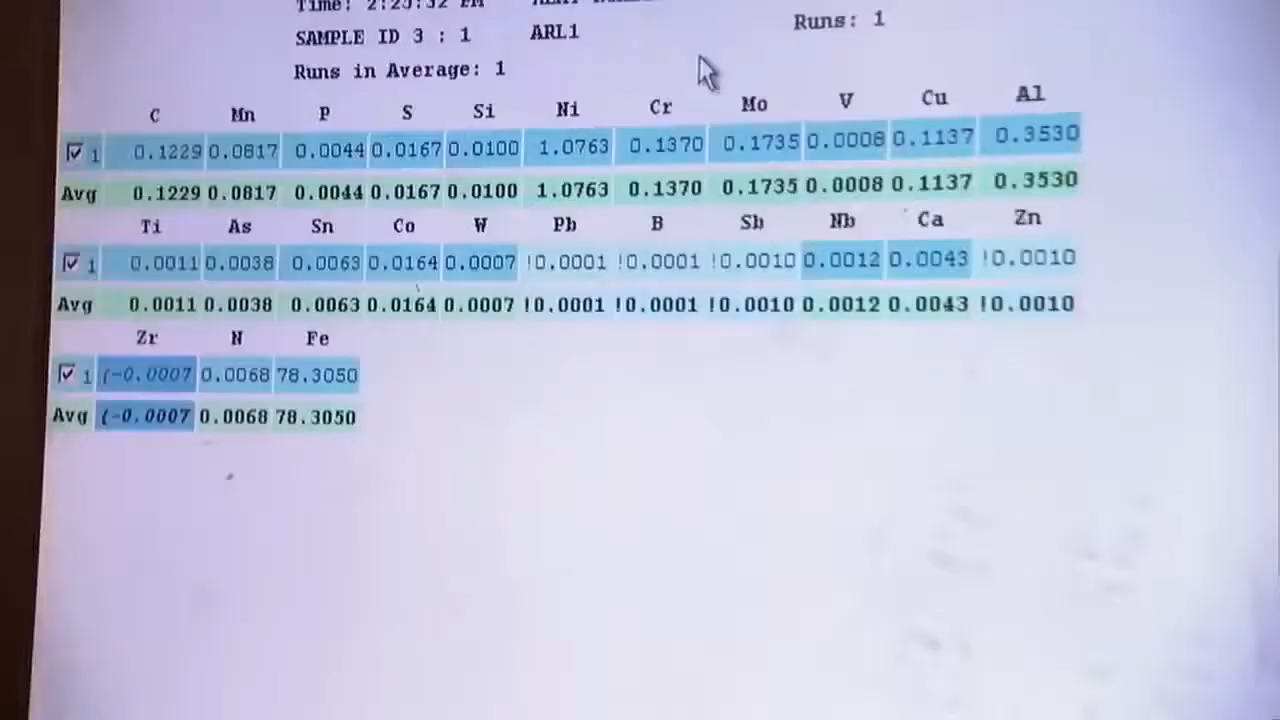 Time: 2:25:32 PM
SAMPLE ID 3 : 1 ARL1 Runs: 1
Runs in Average: 1
C Mn P S Si Ni Cr Mo V Cu Al
1 0.1229 0.0817 0.0044 0.0167 0.0100 1.0763 0.1370 0.1735 0.0008 0.1137 0.3530
Avg 0.1229 0.0817 0.0044 0.0167 0.0100 1.0763 0.1370 0.1735 0.0008 0.1137 0.3530
Ti As Sn Co W Pb B Sb Nb Ca Zn
1 0.0011 0.0038 0.0063 0.0164 0.0007 !0.0001 !0.0001 !0.0010 0.0012 0.0043 !0.0010
Avg 0.0011 0.0038 0.0063 0.0164 0.0007 !0.0001 !0.0001 !0.0010 0.0012 0.0043 !0.0010
Zr N Fe
1 (-0.0007 0.0068 78.3050
Avg (-0.0007 0.0068 78.3050